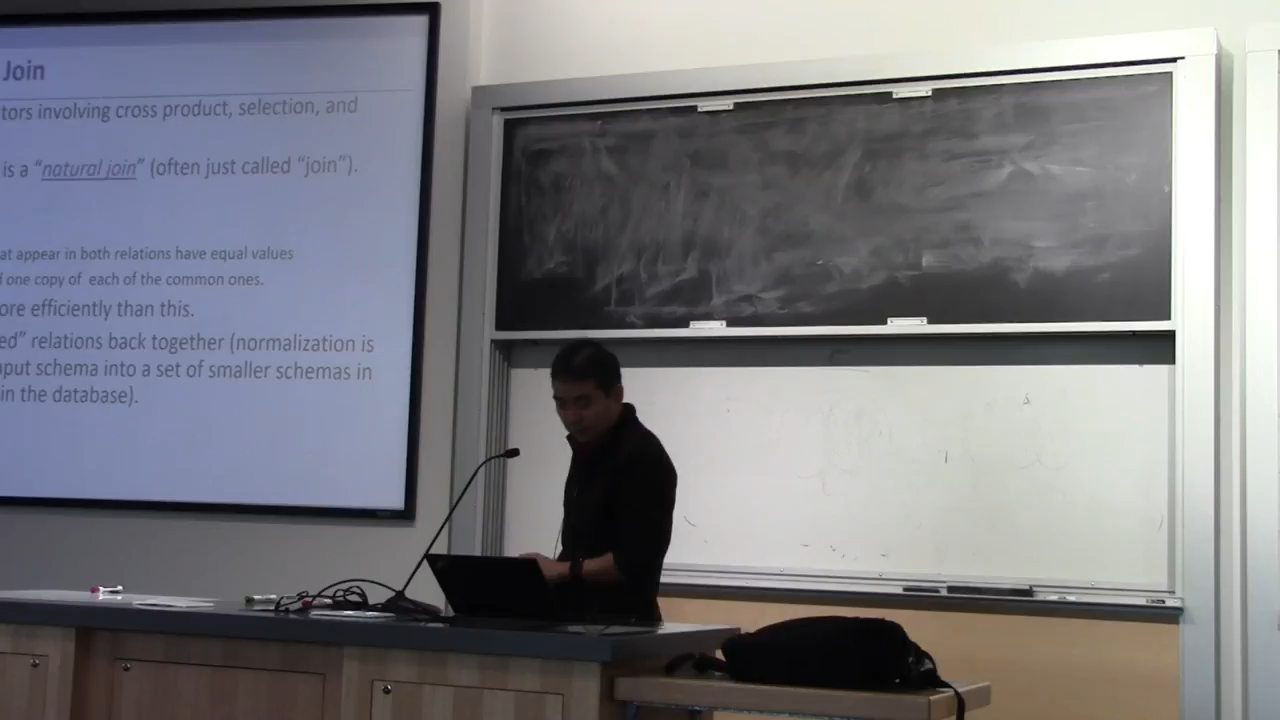 Join
tors involving cross product, selection, and
is a “natural join” (often just called “join”).
at appear in both relations have equal values
one copy of each of the common ones.
ore efficiently than this.
ed” relations back together (normalization is
put schema into a set of smaller schemas in
in the database).